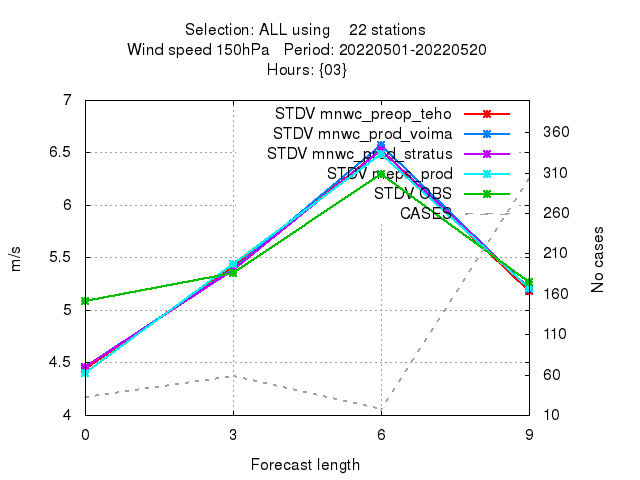 Selection: ALL using 22 stations
Wind speed 150hPa Period: 20220501-20220520
Hours: {03}
7
6.5
6
5.5
5
4.5
4
m/s
STDV mnwc_preop_teho
STDV mnwc_prod_voima
STDV mnwc_prod_stratus
STDV mepo_prod
STDV OBS
CASES
360
310
260
210
160
110
60
10
No cases
0
3
6
9
Forecast length